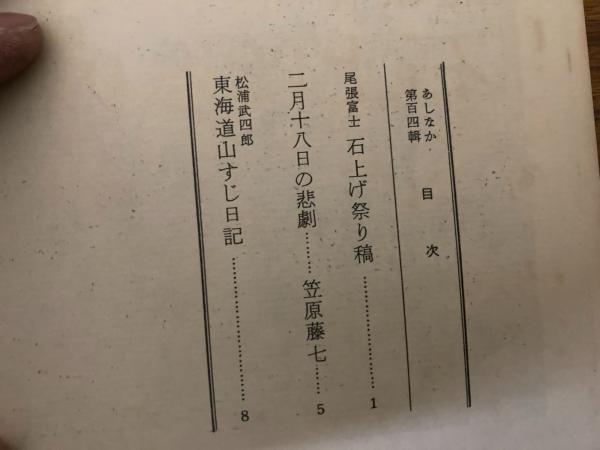 あしなか
第百四輯
目次
尾張富士 石上げ祭り稿…………1
二月十八日の悲劇………笠原藤七……5
松浦武四郎
東海道山すじ日記…………………8